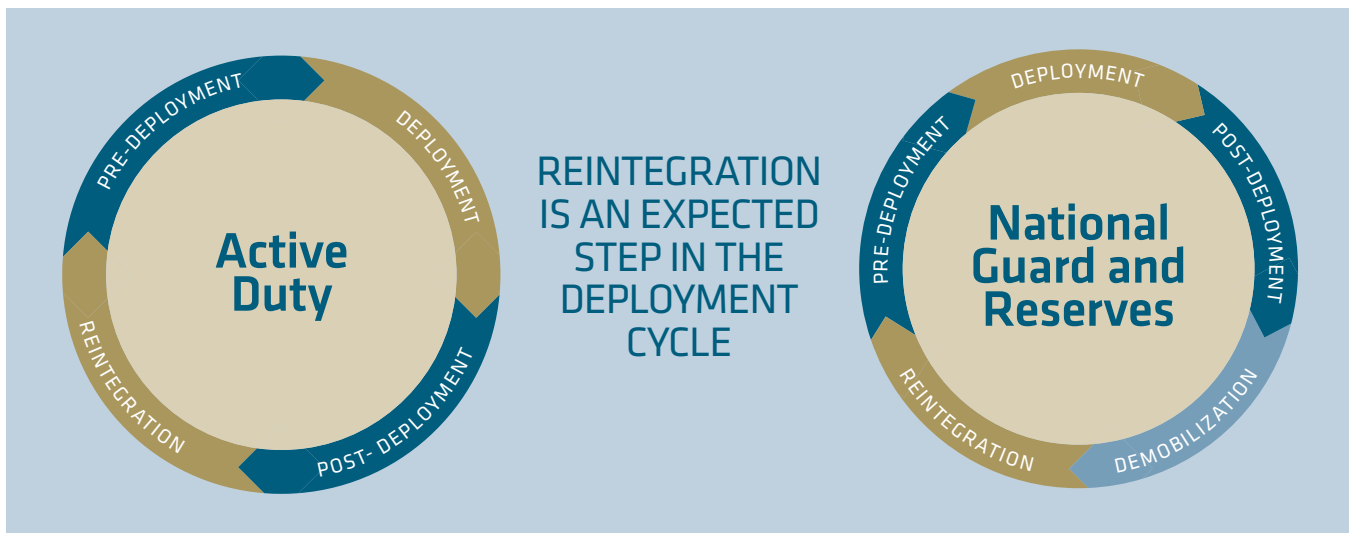 PRE-DEPLOYMENT
DEPLOYMENT
POST- DEPLOYMENT
REINTEGRATION
Active
Duty
REINTEGRATION
IS AN EXPECTED
STEP IN THE
DEPLOYMENT
CYCLE
PRE-DEPLOYMENT
DEPLOYMENT
POST-DEPLOYMENT
DEMOBILIZATION
REINTEGRATION
National
Guard and
Reserves